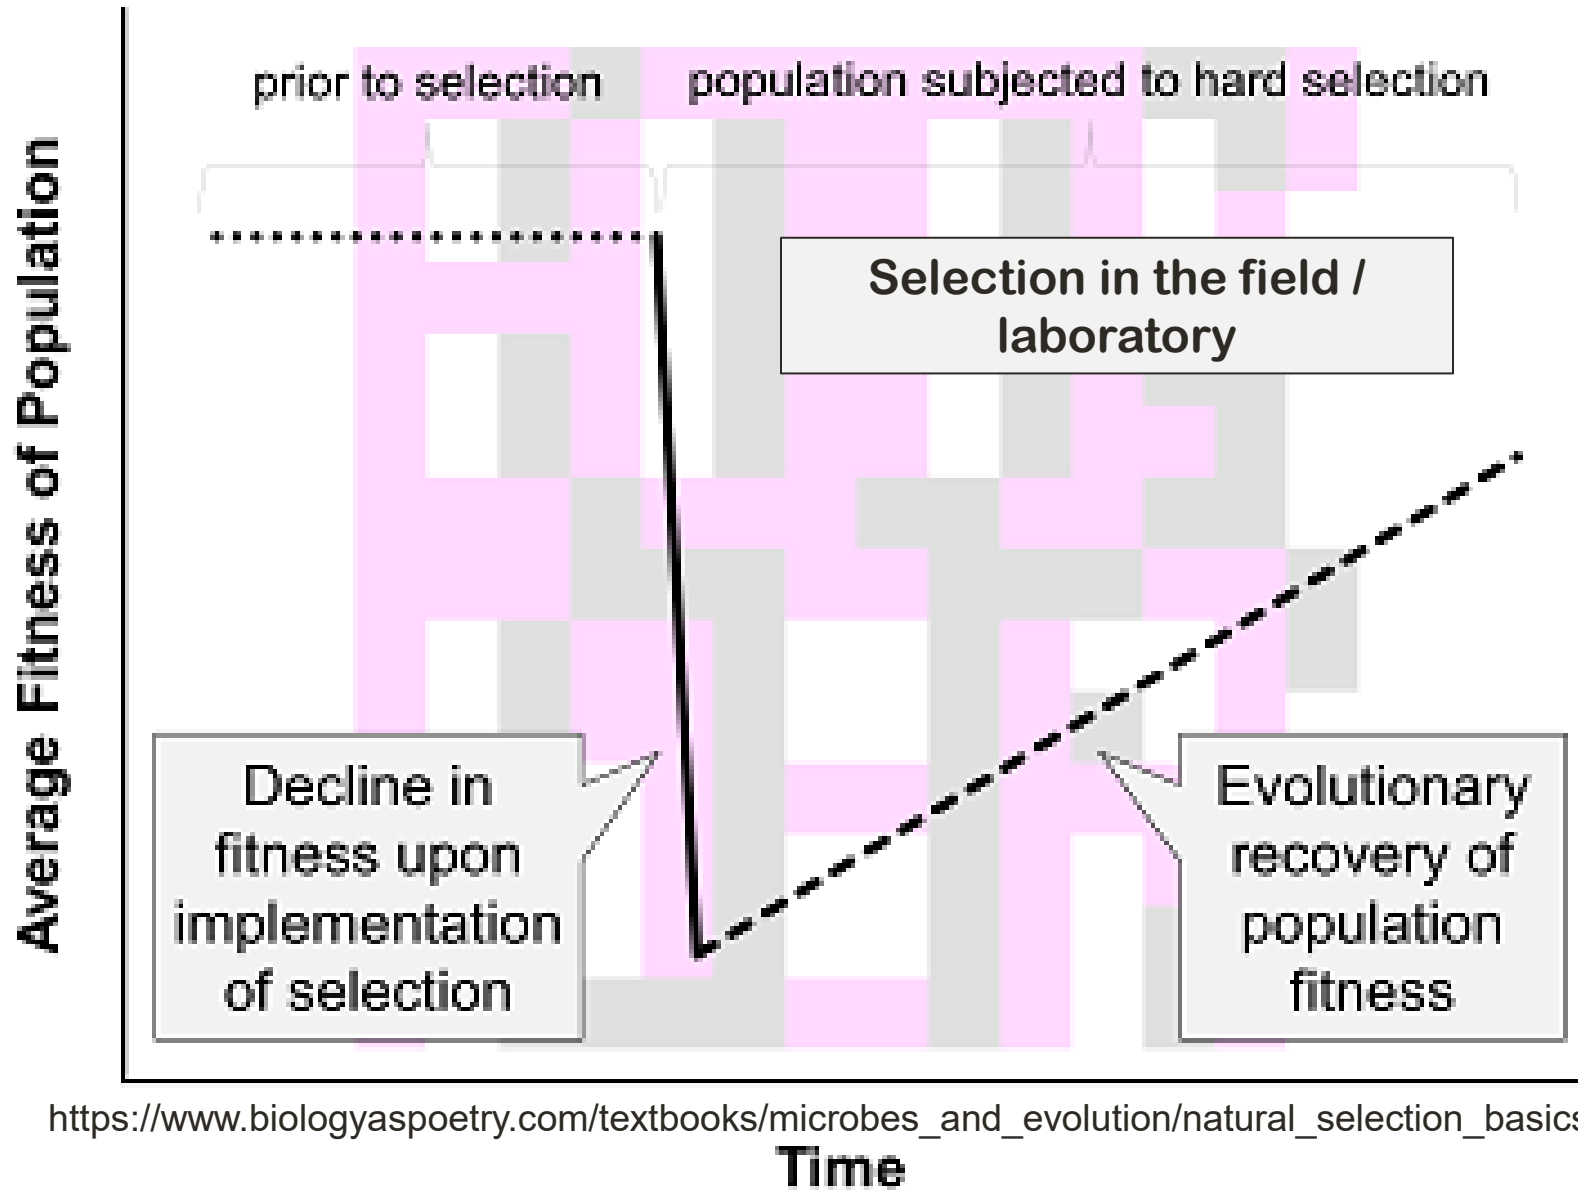 prior to selection
population subjected to hard selection
Selection in the field /
laboratory
Average Fitness of Population
Decline in
fitness upon
implementation
of selection
Evolutionary
recovery of
population
fitness
https://www.biologyaspoetry.com/textbooks/microbes_and_evolution/natural_selection_basics
Time